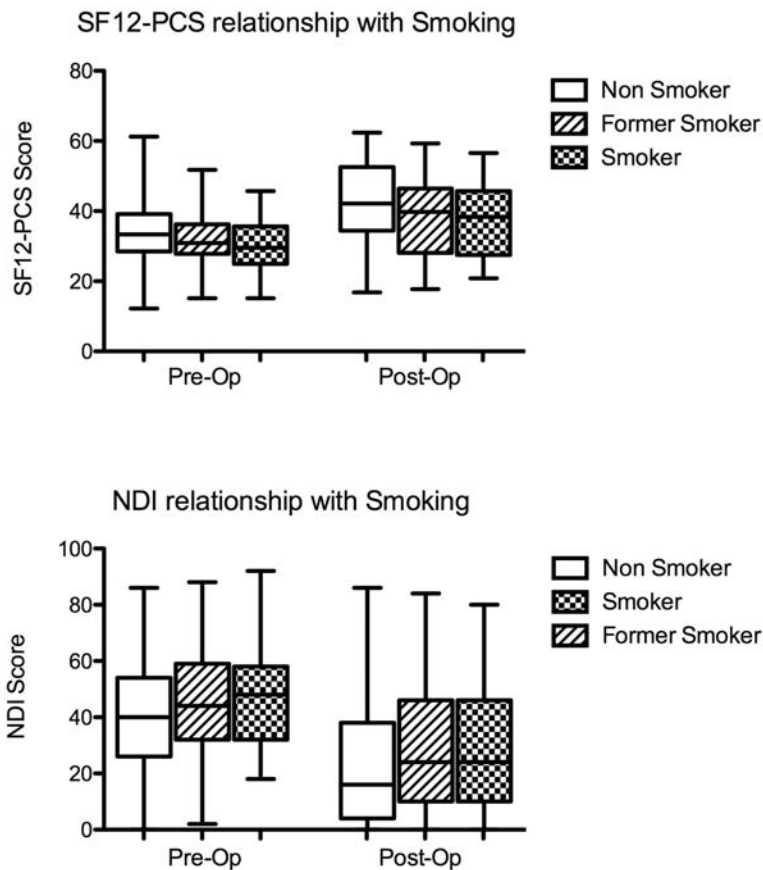 SF12-PCS relationship with Smoking
80
60
40
20
0
SF12-PCS Score
Pre-Op
Post-Op
Non Smoker
Former Smoker
Smoker
NDI relationship with Smoking
100
80
60
40
20
0
NDI Score
Pre-Op
Post-Op
Non Smoker
Smoker
Former Smoker